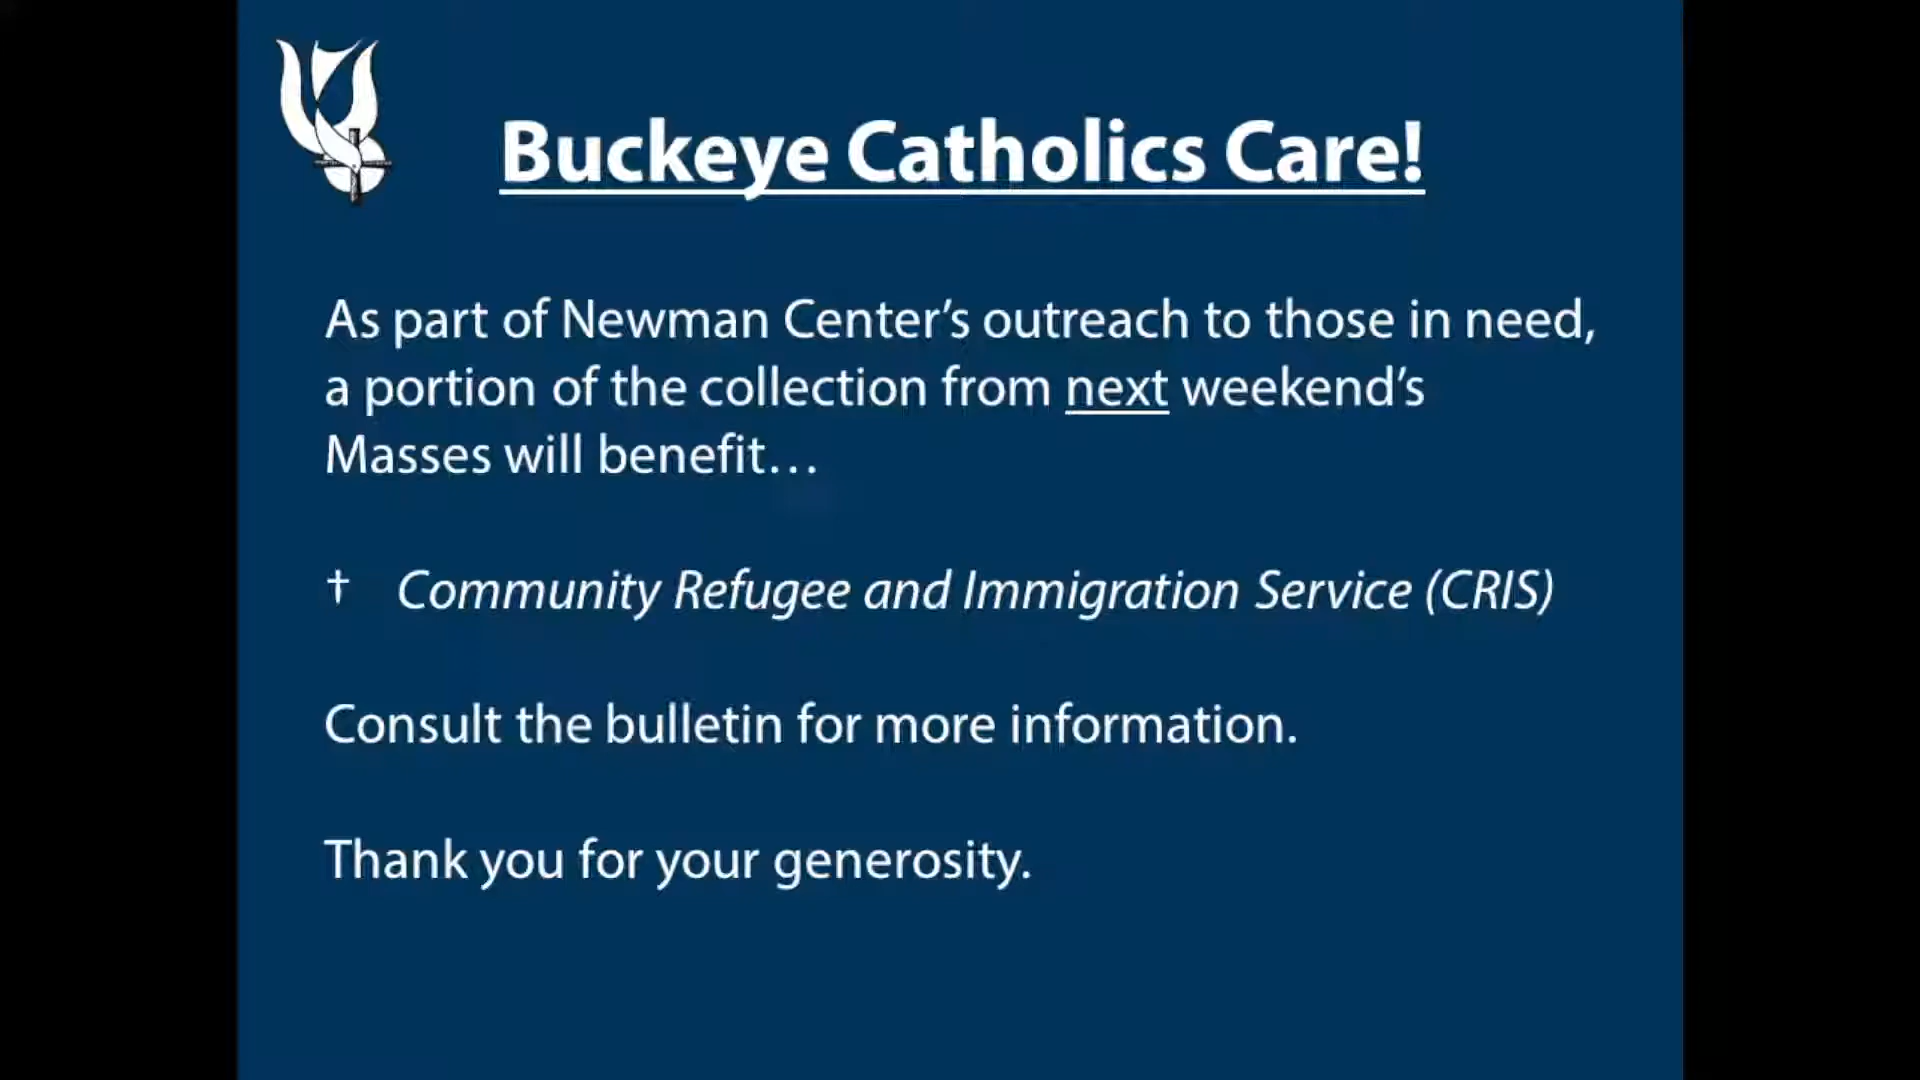 Buckeye Catholics Care!
As part of Newman Center’s outreach to those in need,
a portion of the collection from next weekend’s
Masses will benefit…
† Community Refugee and Immigration Service (CRIS)
Consult the bulletin for more information.
Thank you for your generosity.